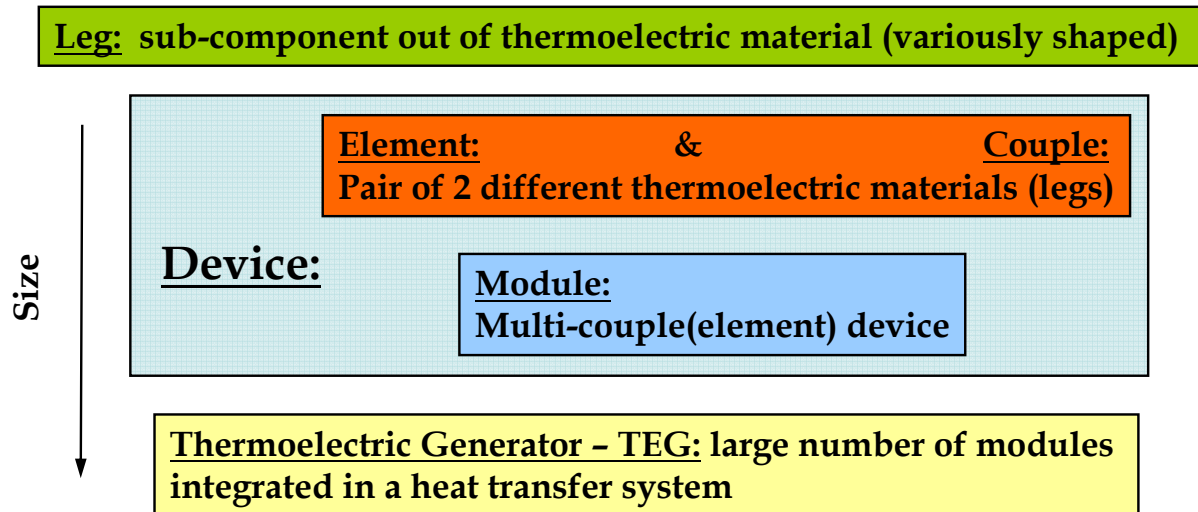 Leg: sub-component out of thermoelectric material (variously shaped)
Element: & Couple:
Pair of 2 different thermoelectric materials (legs)
Size
Device:
Module:
Multi-couple(element) device
Thermoelectric Generator – TEG: large number of modules
integrated in a heat transfer system